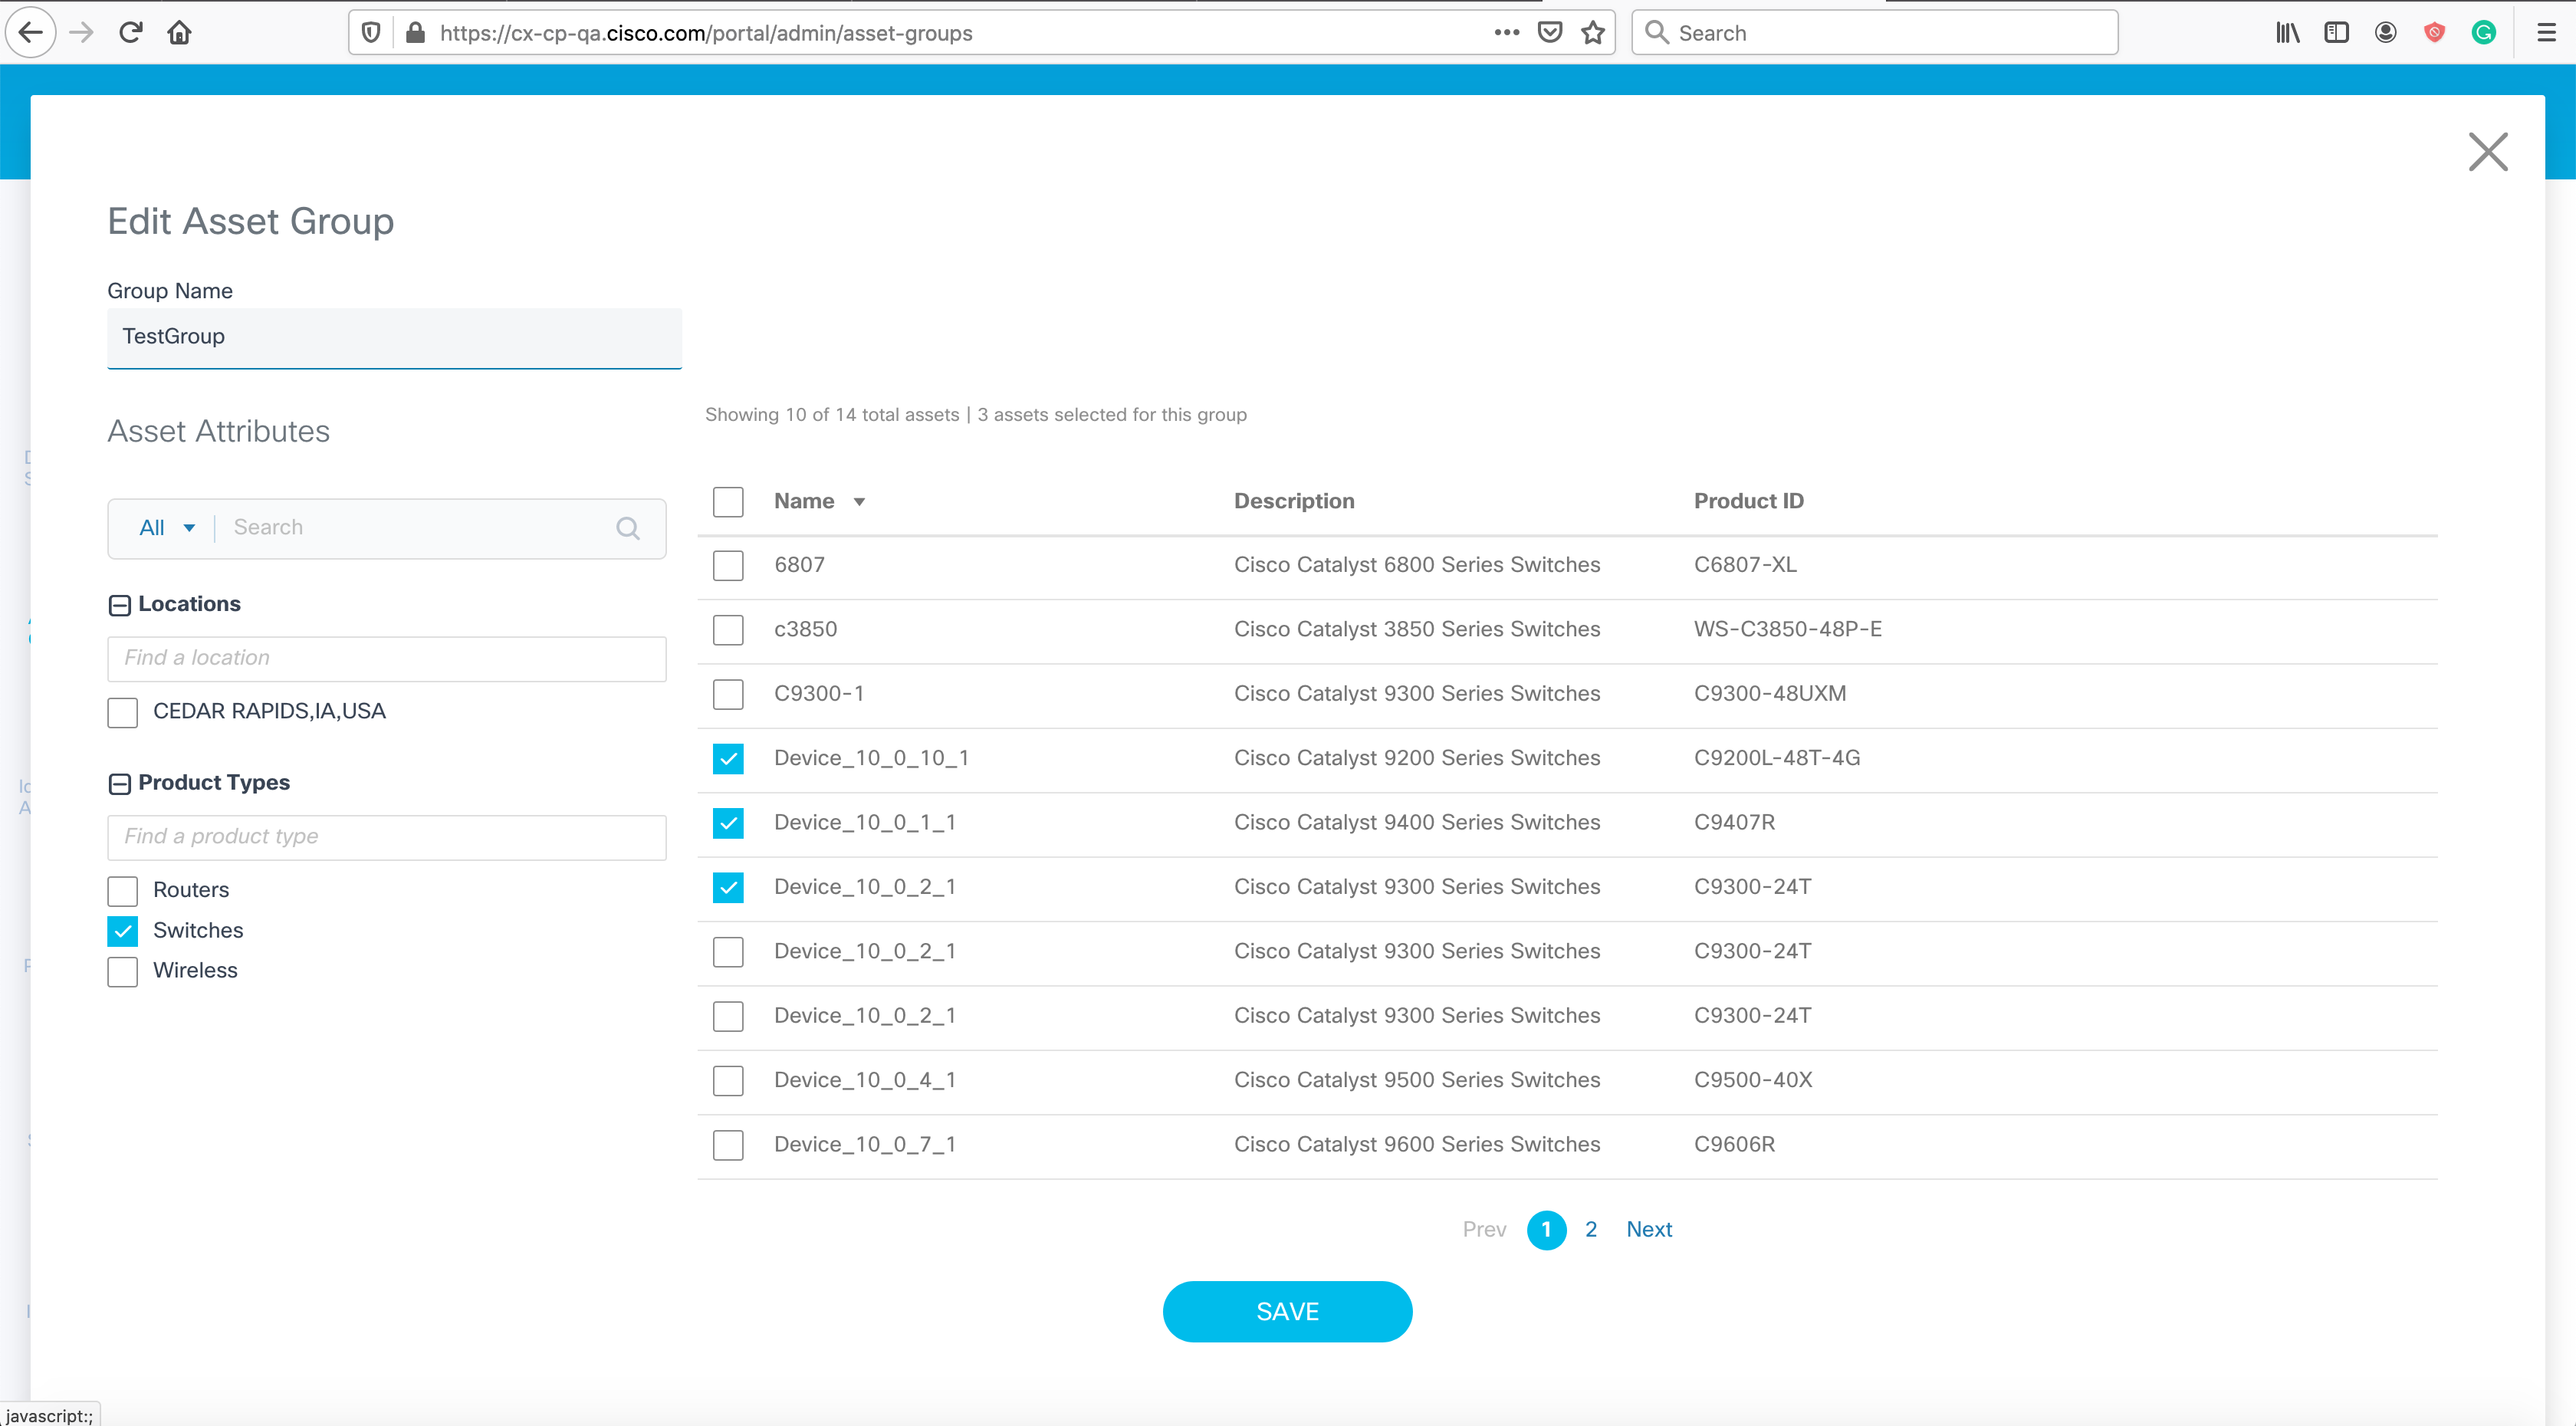 https://cx-cp-qa.cisco.com/portal/admin/asset-groups
Search
Edit Asset Group
Group Name
TestGroup
Showing 10 of 14 total assets | 3 assets selected for this group
Asset Attributes
All Search
Locations
Find a location
CEDAR RAPIDS,IA,USA
Product Types
Find a product type
Routers
Switches
Wireless
Name Description Product ID
6807 Cisco Catalyst 6800 Series Switches C6807-XL
c3850 Cisco Catalyst 3850 Series Switches WS-C3850-48P-E
C9300-1 Cisco Catalyst 9300 Series Switches C9300-48UXM
Device_10_0_10_1 Cisco Catalyst 9200 Series Switches C9200L-48T-4G
Device_10_0_1_1 Cisco Catalyst 9400 Series Switches C9407R
Device_10_0_2_1 Cisco Catalyst 9300 Series Switches C9300-24T
Device_10_0_2_1 Cisco Catalyst 9300 Series Switches C9300-24T
Device_10_0_2_1 Cisco Catalyst 9300 Series Switches C9300-24T
Device_10_0_4_1 Cisco Catalyst 9500 Series Switches C9500-40X
Device_10_0_7_1 Cisco Catalyst 9600 Series Switches C9606R
Prev 1 2 Next
SAVE
javascript:;